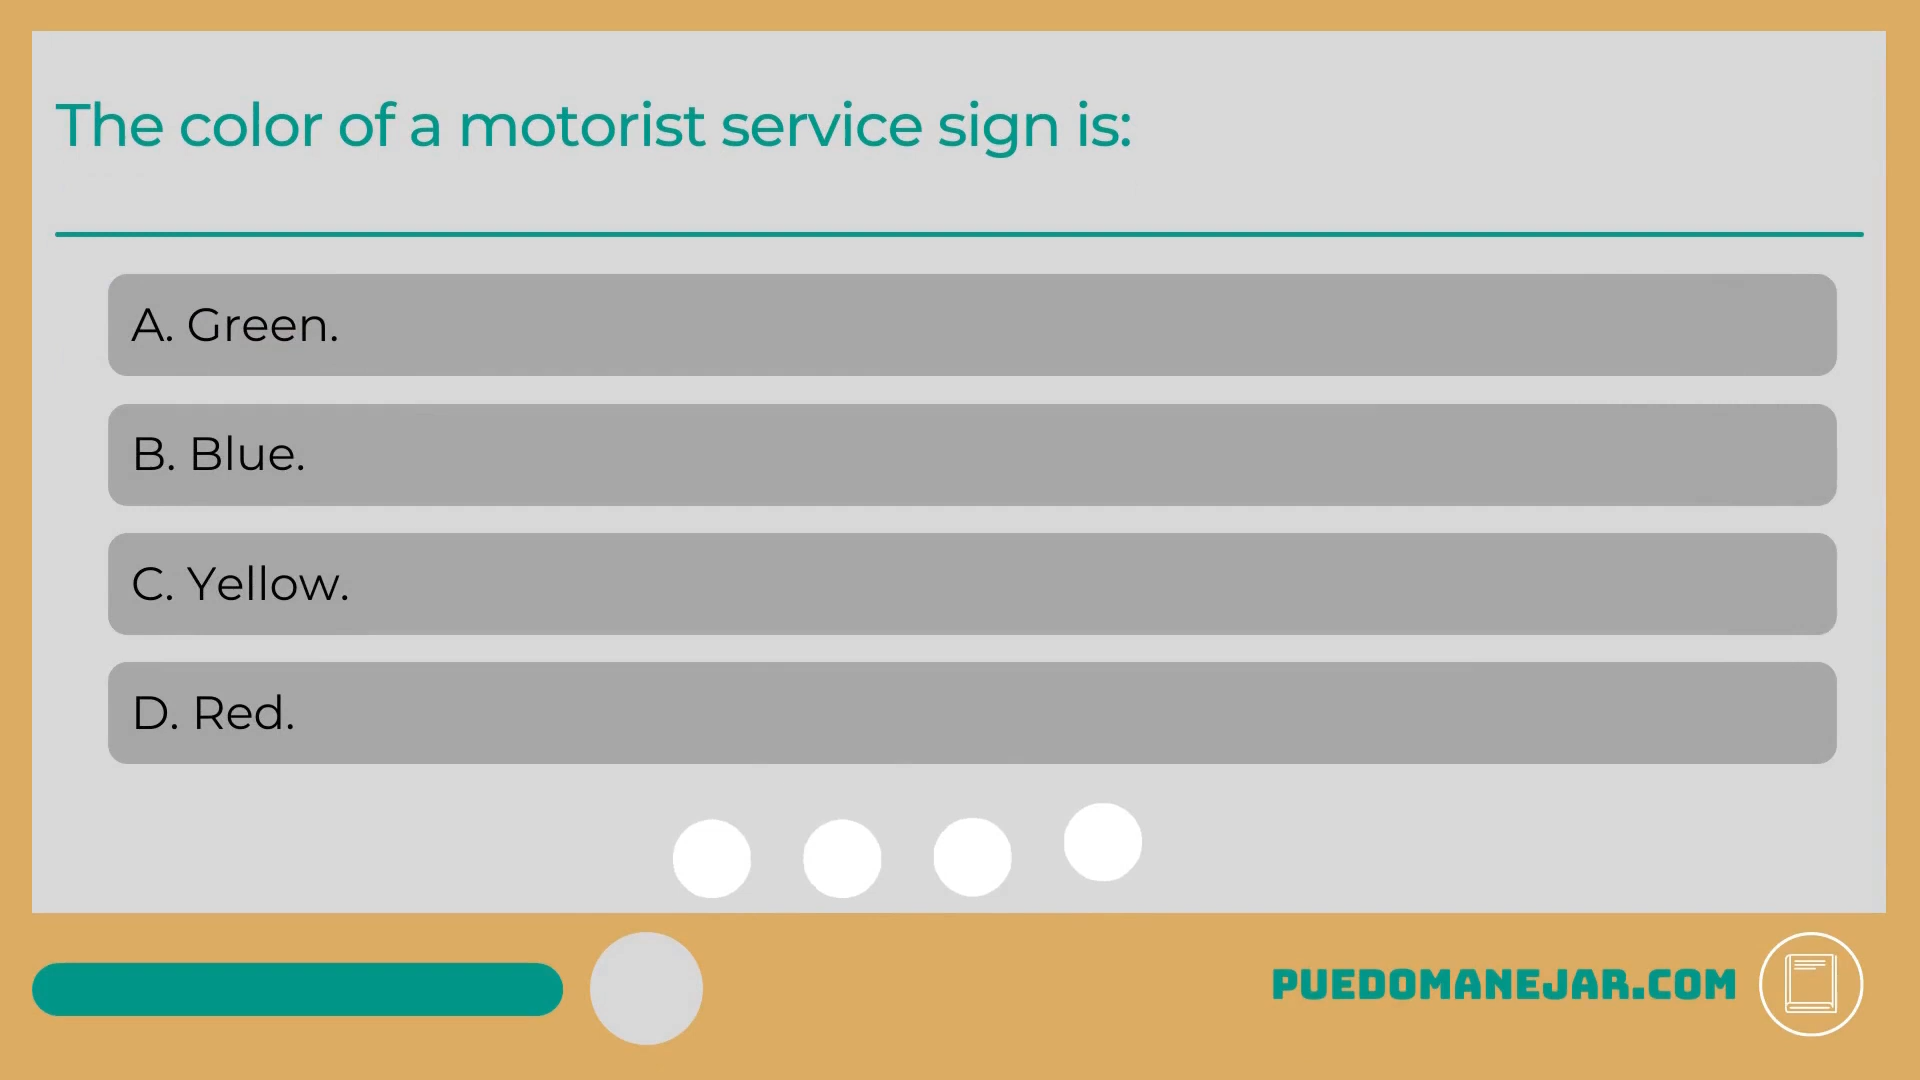 The color of a motorist service sign is:
A. Green.
B. Blue.
C. Yellow.
D. Red.
PUEDOMANEJAR.COM